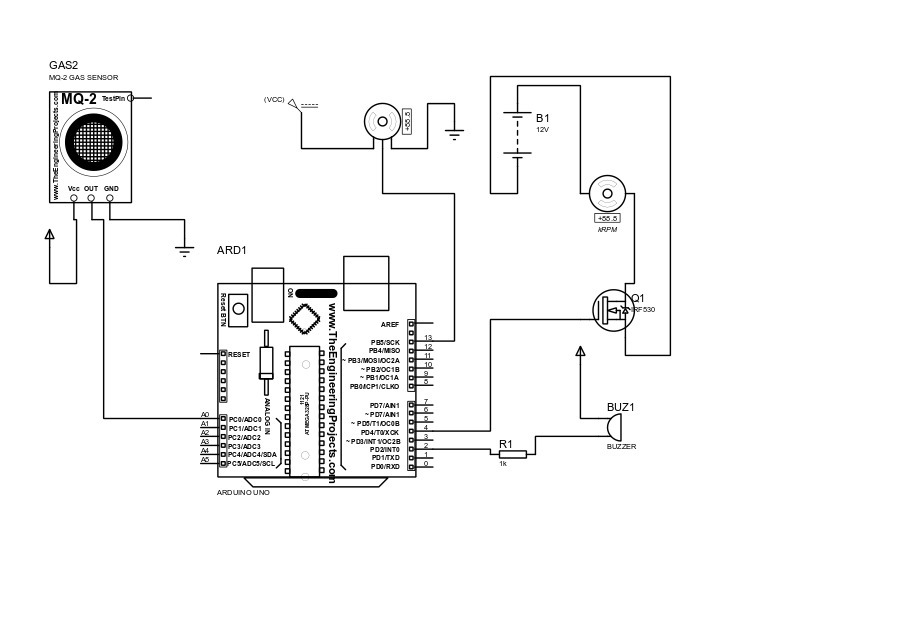 GAS2
MQ-2 GAS SENSOR
MQ-2
TestPin
www.TheEngineeringProjects.com
Vcc OUT GND
(VCC)
+55.5
B1
12V
+55.5
kRPM
Q1
IRF530
ARD1
Reset BTN
ON
www.TheEngineeringProjects.com
AREF
PB5/SCK 13
PB4/MISO 12
~ PB3/MOSI/OC2A 11
~ PB2/OC1B 10
~ PB1/OC1A 9
PB0/ICP1/CLKO 8
PD7/AIN1 7
~ PD7/AIN1 6
~ PD5/T1/OC0B 5
PD4/T0/XCK 4
~ PD3/INT1/OC2B 3
PD2/INT0 2
PD1/TXD 1
PD0/RXD 0
RESET
ANALOG IN
1121
ATMEGA328P-PU
A0 PC0/ADC0
A1 PC1/ADC1
A2 PC2/ADC2
A3 PC3/ADC3
A4 PC4/ADC4/SDA
A5 PC5/ADC5/SCL
ARDUINO UNO
R1
1k
BUZ1
BUZZER